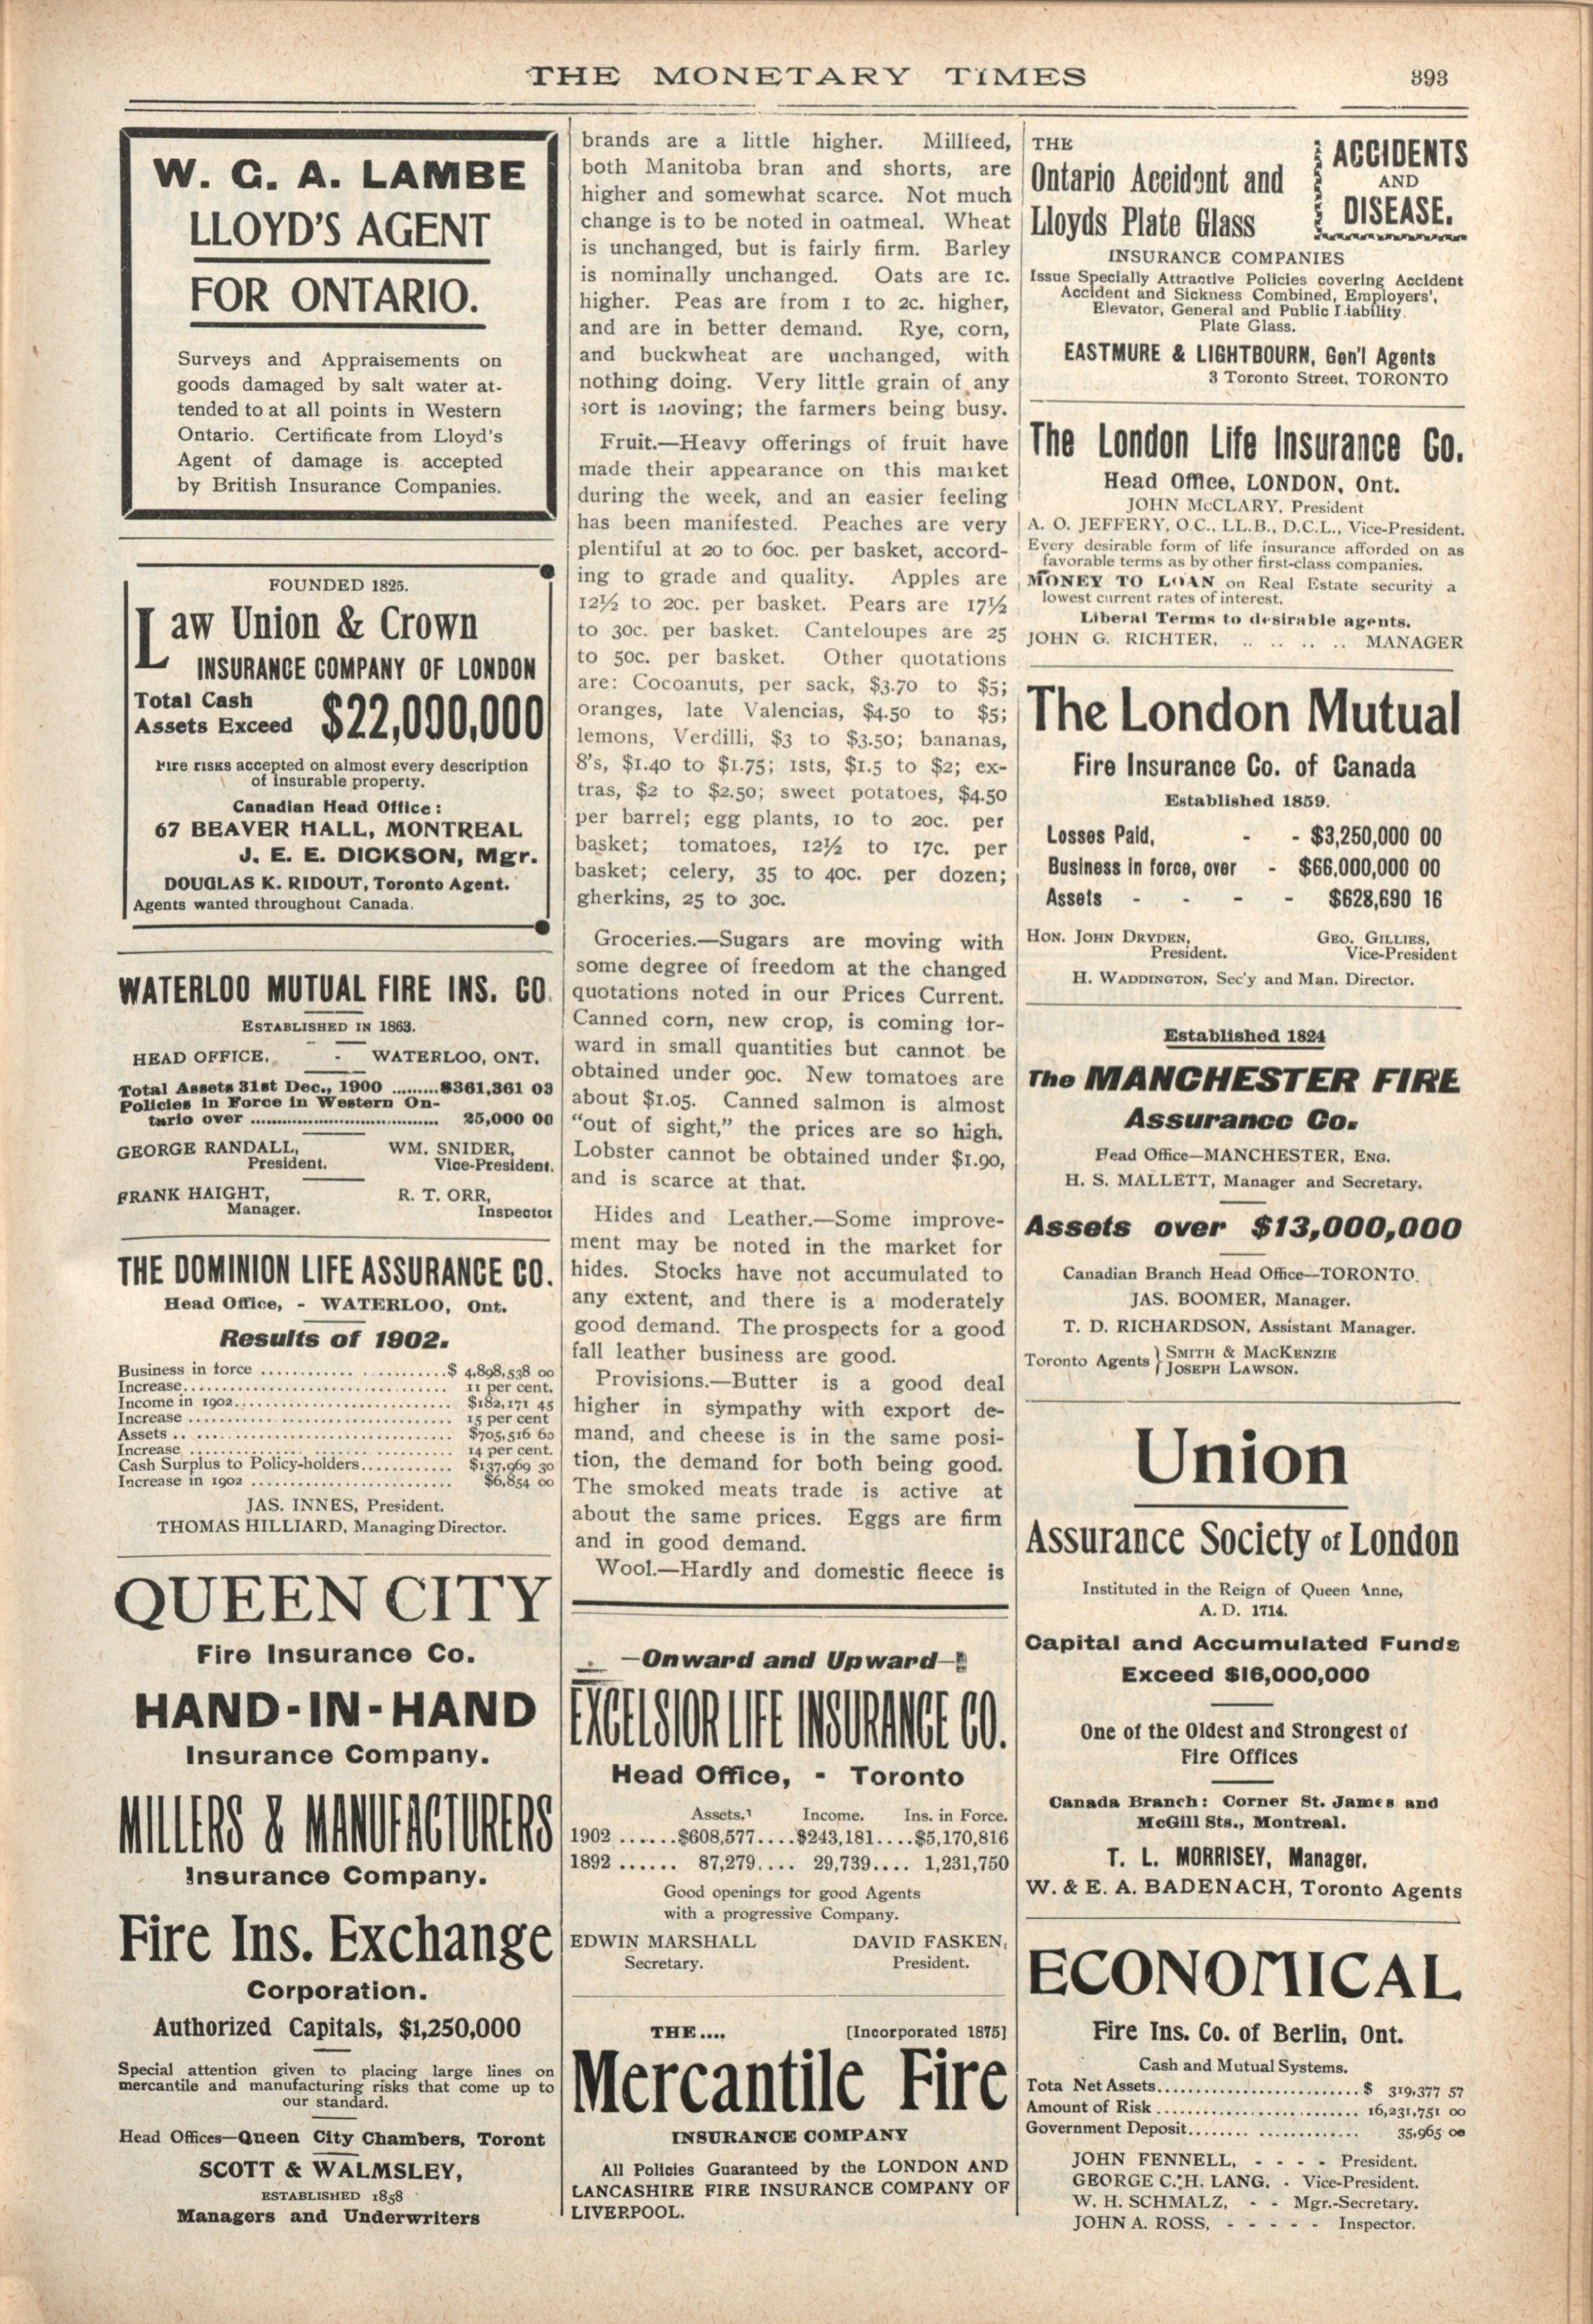 THE MONETARY TIMES
393
W. G. A. LAMBE
LLOYD'S AGENT
FOR ONTARIO.
Surveys and Appraisements on
goods damaged by salt water at-
tended to at all points in Western
Ontario. Certificate from Lloyd's
Agent of damage is accepted
by British Insurance Companies.
FOUNDED 1825.
Law Union & Crown
INSURANCE COMPANY OF LONDON
Total Cash
Assets Exceed $22,000,000
Fire risks accepted on almost every description
of insurable property.
Canadian Head Office:
67 BEAVER HALL, MONTREAL
J. E. E. DICKSON, Mgr.
DOUGLAS K. RIDOUT, Toronto Agent.
Agents wanted throughout Canada.
WATERLOO MUTUAL FIRE INS. CO.
ESTABLISHED IN 1863.
HEAD OFFICE, - WATERLOO, ONT.
Total Assets 31st Dec., 1900 .........$361,361 03
Policies in Force in Western On-
tario over .................................... 25,000 00
GEORGE RANDALL, WM. SNIDER,
President. Vice-President.
FRANK HAIGHT, R. T. ORR,
Manager. Inspector
THE DOMINION LIFE ASSURANCE CO.
Head Office, - WATERLOO, Ont.
Results of 1902.
Business in force ........................$ 4,898,538 00
Increase.................................. 11 per cent.
Income in 1902............................ $182,171 45
Increase.................................. 15 per cent
Assets.................................... $705,516 60
Increase.................................. 14 per cent.
Cash Surplus to Policy-holders............ $137,969 30
Increase in 1902.......................... $6,854 00
JAS. INNES, President.
THOMAS HILLIARD, Managing Director.
QUEEN CITY
Fire Insurance Co.
HAND-IN-HAND
Insurance Company.
MILLERS & MANUFACTURERS
Insurance Company.
Fire Ins. Exchange
Corporation.
Authorized Capitals, $1,250,000
Special attention given to placing large lines on
mercantile and manufacturing risks that come up to
our standard.
Head Offices—Queen City Chambers, Toront
SCOTT & WALMSLEY,
ESTABLISHED 1858
Managers and Underwriters
brands are a little higher. Millfeed,
both Manitoba bran and shorts, are
higher and somewhat scarce. Not much
change is to be noted in oatmeal. Wheat
is unchanged, but is fairly firm. Barley
is nominally unchanged. Oats are 1c.
higher. Peas are from 1 to 2c. higher,
and are in better demand. Rye, corn,
and buckwheat are unchanged, with
nothing doing. Very little grain of any
sort is moving; the farmers being busy.
Fruit.—Heavy offerings of fruit have
made their appearance on this market
during the week, and an easier feeling
has been manifested. Peaches are very
plentiful at 20 to 60c. per basket, accord-
ing to grade and quality. Apples are
12½ to 20c. per basket. Pears are 17½
to 30c. per basket. Canteloupes are 25
to 50c. per basket. Other quotations
are: Cocoanuts, per sack, $3.70 to $5;
oranges, late Valencias, $4.50 to $5;
lemons, Verdilli, $3 to $3.50; bananas,
8's, $1.40 to $1.75; 1sts, $1.5 to $2; ex-
tras, $2 to $2.50; sweet potatoes, $4.50
per barrel; egg plants, 10 to 20c. per
basket; tomatoes, 12½ to 17c. per
basket; celery, 35 to 40c. per dozen;
gherkins, 25 to 30c.
Groceries.—Sugars are moving with
some degree of freedom at the changed
quotations noted in our Prices Current.
Canned corn, new crop, is coming for-
ward in small quantities but cannot be
obtained under 90c. New tomatoes are
about $1.05. Canned salmon is almost
"out of sight," the prices are so high.
Lobster cannot be obtained under $1.90,
and is scarce at that.
Hides and Leather.—Some improve-
ment may be noted in the market for
hides. Stocks have not accumulated to
any extent, and there is a moderately
good demand. The prospects for a good
fall leather business are good.
Provisions.—Butter is a good deal
higher in sympathy with export de-
mand, and cheese is in the same posi-
tion, the demand for both being good.
The smoked meats trade is active at
about the same prices. Eggs are firm
and in good demand.
Wool.—Hardly and domestic fleece is
—Onward and Upward—
EXCELSIOR LIFE INSURANCE CO.
Head Office, - Toronto
Assets. Income. Ins. in Force.
1902 ......$608,577....$243,181....$5,170,816
1892 ...... 87,279.... 29,739.... 1,231,750
Good openings for good Agents
with a progressive Company.
EDWIN MARSHALL DAVID FASKEN,
Secretary. President.
THE.... [Incorporated 1875]
Mercantile Fire
INSURANCE COMPANY
All Policies Guaranteed by the LONDON AND
LANCASHIRE FIRE INSURANCE COMPANY OF
LIVERPOOL.
THE
Ontario Accident and
Lloyds Plate Glass
ACCIDENTS
AND
DISEASE.
INSURANCE COMPANIES
Issue Specially Attractive Policies covering Accident
Accident and Sickness Combined, Employers',
Elevator, General and Public Liability.
Plate Glass.
EASTMURE & LIGHTBOURN, Gen'l Agents
3 Toronto Street, TORONTO
The London Life Insurance Co.
Head Office, LONDON, Ont.
JOHN McCLARY, President
A. O. JEFFERY, O.C., LL.B., D.C.L., Vice-President.
Every desirable form of life insurance afforded on as
favorable terms as by other first-class companies.
MONEY TO LOAN on Real Estate security a
lowest current rates of interest.
Liberal Terms to desirable agents.
JOHN G. RICHTER, .. .. .. .. MANAGER
The London Mutual
Fire Insurance Co. of Canada
Established 1859.
Losses Paid, - - $3,250,000 00
Business in force, over - $66,000,000 00
Assets - - - - $628,690 16
HON. JOHN DRYDEN, GEO. GILLIES,
President. Vice-President
H. WADDINGTON, Sec'y and Man. Director.
Established 1824
The MANCHESTER FIRE
Assurance Co.
Head Office—MANCHESTER, ENG.
H. S. MALLETT, Manager and Secretary.
Assets over $13,000,000
Canadian Branch Head Office—TORONTO.
JAS. BOOMER, Manager.
T. D. RICHARDSON, Assistant Manager.
Toronto Agents } SMITH & MACKENZIE
JOSEPH LAWSON.
Union
Assurance Society of London
Instituted in the Reign of Queen Anne,
A. D. 1714.
Capital and Accumulated Funds
Exceed $16,000,000
One of the Oldest and Strongest of
Fire Offices
Canada Branch: Corner St. James and
McGill Sts., Montreal.
T. L. MORRISEY, Manager.
W. & E. A. BADENACH, Toronto Agents
ECONOMICAL
Fire Ins. Co. of Berlin, Ont.
Cash and Mutual Systems.
Tota Net Assets..........................$ 319,377 57
Amount of Risk.......................... 16,231,751 00
Government Deposit........ ............. 35,965 00
JOHN FENNELL, - - - - President.
GEORGE C. H. LANG, - Vice-President.
W. H. SCHMALZ, - - Mgr.-Secretary.
JOHN A. ROSS, - - - - - Inspector.